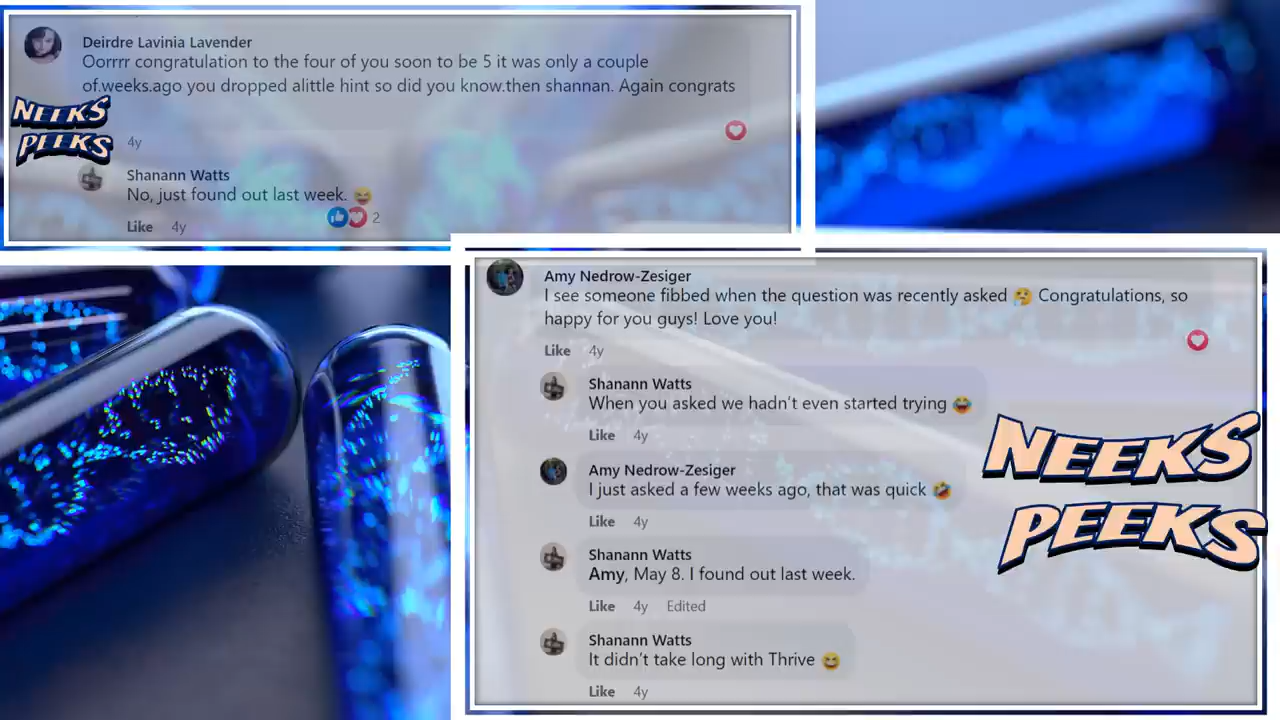 Deirdre Lavinia Lavender
Oorrrr congratulation to the four of you soon to be 5 it was only a couple
of.weeks.ago you dropped alittle hint so did you know.then shannan. Again congrats
NEEKS
PEEKS
4y
Shanann Watts
No, just found out last week. 😆
2
Like 4y
Amy Nedrow-Zesiger
I see someone fibbed when the question was recently asked 🤥 Congratulations, so
happy for you guys! Love you!
Like 4y
Shanann Watts
When you asked we hadn't even started trying 😂
Like 4y
Amy Nedrow-Zesiger
I just asked a few weeks ago, that was quick 🤣
Like 4y
Shanann Watts
Amy, May 8. I found out last week.
Like 4y Edited
Shanann Watts
It didn't take long with Thrive 😆
Like 4y
NEEKS
PEEKS